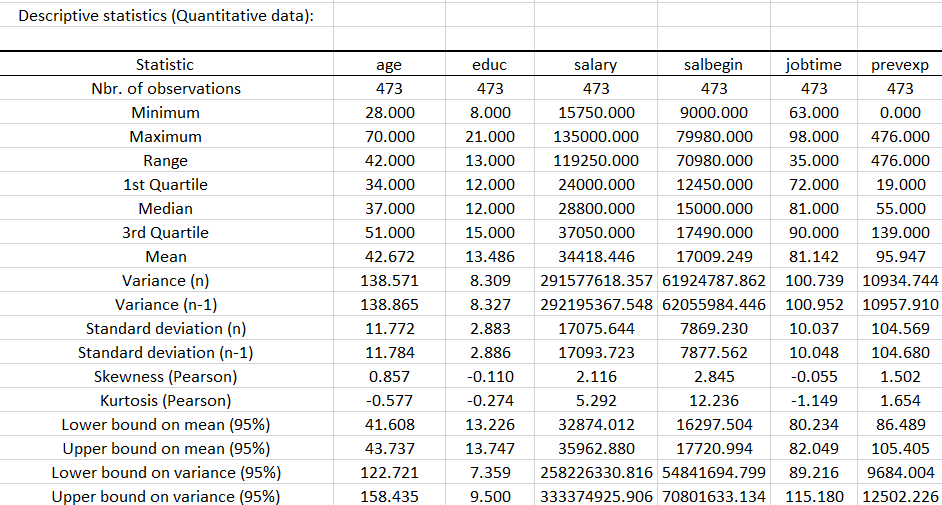 Descriptive statistics (Quantitative data):
Statistic age educ salary salbegin jobtime prevexp
Nbr. of observations 473 473 473 473 473 473
Minimum 28.000 8.000 15750.000 9000.000 63.000 0.000
Maximum 70.000 21.000 135000.000 79980.000 98.000 476.000
Range 42.000 13.000 119250.000 70980.000 35.000 476.000
1st Quartile 34.000 12.000 24000.000 12450.000 72.000 19.000
Median 37.000 12.000 28800.000 15000.000 81.000 55.000
3rd Quartile 51.000 15.000 37050.000 17490.000 90.000 139.000
Mean 42.672 13.486 34418.446 17009.249 81.142 95.947
Variance (n) 138.571 8.309 291577618.357 61924787.862 100.739 10934.744
Variance (n-1) 138.865 8.327 292195367.548 62055984.446 100.952 10957.910
Standard deviation (n) 11.772 2.883 17075.644 7869.230 10.037 104.569
Standard deviation (n-1) 11.784 2.886 17093.723 7877.562 10.048 104.680
Skewness (Pearson) 0.857 -0.110 2.116 2.845 -0.055 1.502
Kurtosis (Pearson) -0.577 -0.274 5.292 12.236 -1.149 1.654
Lower bound on mean (95%) 41.608 13.226 32874.012 16297.504 80.234 86.489
Upper bound on mean (95%) 43.737 13.747 35962.880 17720.994 82.049 105.405
Lower bound on variance (95%) 122.721 7.359 258226330.816 54841694.799 89.216 9684.004
Upper bound on variance (95%) 158.435 9.500 333374925.906 70801633.134 115.180 12502.226